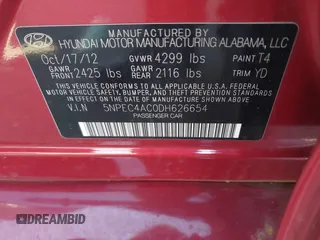 MANUFACTURED BY
HYUNDAI MOTOR MANUFACTURING ALABAMA, LLC
Oct/17/12 GVWR 4299 lbs PAINT T4
GAWR FRONT 2425 lbs GAWR REAR 2116 lbs TRIM YD
THIS VEHICLE CONFORMS TO ALL APPLICABLE
FEDERAL MOTOR VEHICLE SAFETY,
BUMPER, AND THEFT PREVENTION STANDARDS IN
EFFECT ON THE DATE OF MANUFACTURE SHOWN ABOVE.
V.I.N 5NPEC4AC0DH626654
PASSENGER CAR
DREAMBID